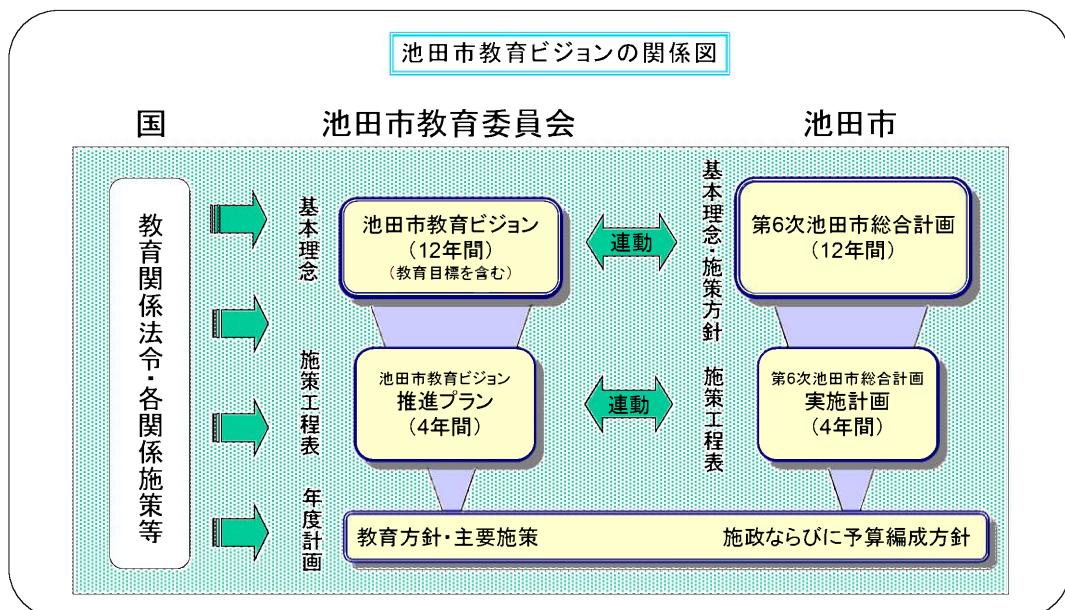 池田市教育ビジョンの関係図
国
池田市教育委員会
池田市
教育関係法令・各関係施策等
基本理念
池田市教育ビジョン
(12年間)
(教育目標を含む)
連動
基本理念・施策方針
第6次池田市総合計画
(12年間)
施策工程表
池田市教育ビジョン
推進プラン
(4年間)
連動
施策工程表
第6次池田市総合計画
実施計画
(4年間)
年度計画
教育方針・主要施策
施政ならびに予算編成方針